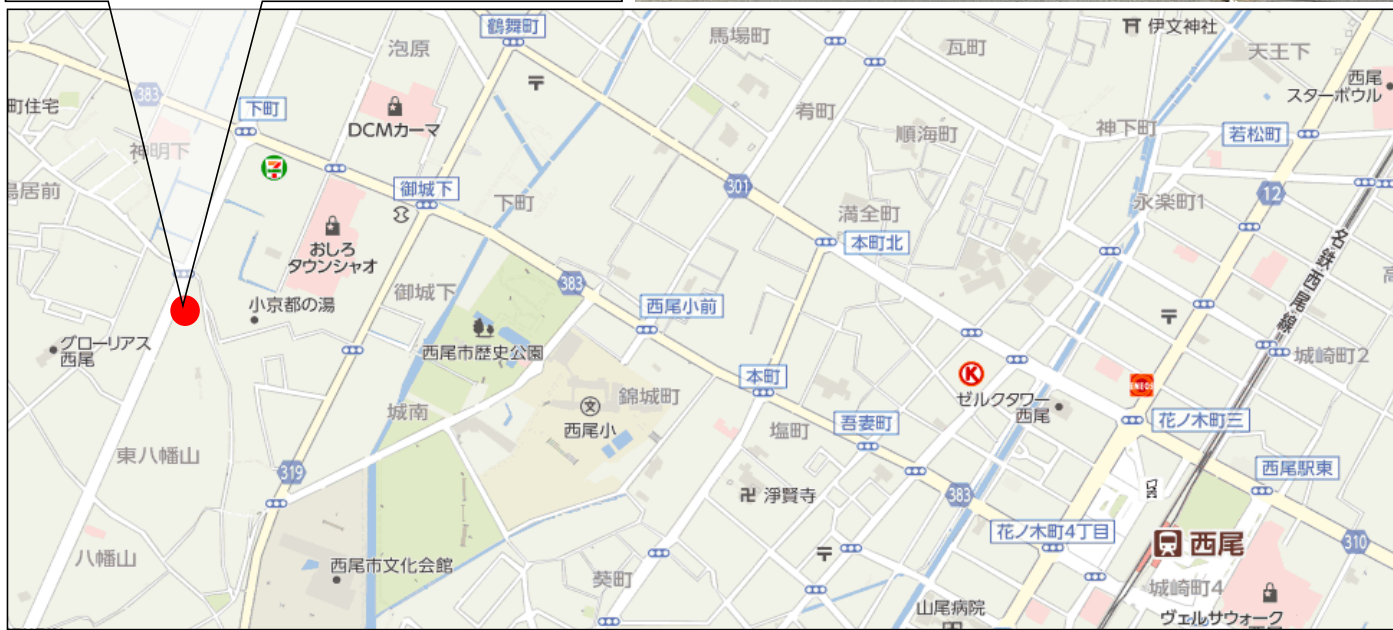 鶴舞町
泡原
馬場町
瓦町
伊文神社
天王下
西尾
スターボウル
383
町住宅
下町
DCMカーマ
肴町
順海町
神下町
若松町
神明下
鳥居前
御城下
下町
301
満全町
永楽町1
12
本町北
おしろ
タウンシャオ
名鉄西尾線
御城下
383
小京都の湯
西尾小前
グローリアス
西尾
西尾市歴史公園
城崎町2
本町
錦城町
K
ENEOS
ゼルクタワー
西尾
城南
文
西尾小
塩町
吾妻町
花ノ木町三
東八幡山
319
卍 淨賢寺
383
西尾駅東
花ノ木町4丁目
西尾
310
八幡山
西尾市文化会館
葵町
城崎町4
山尾病院
ヴェルサウォーク